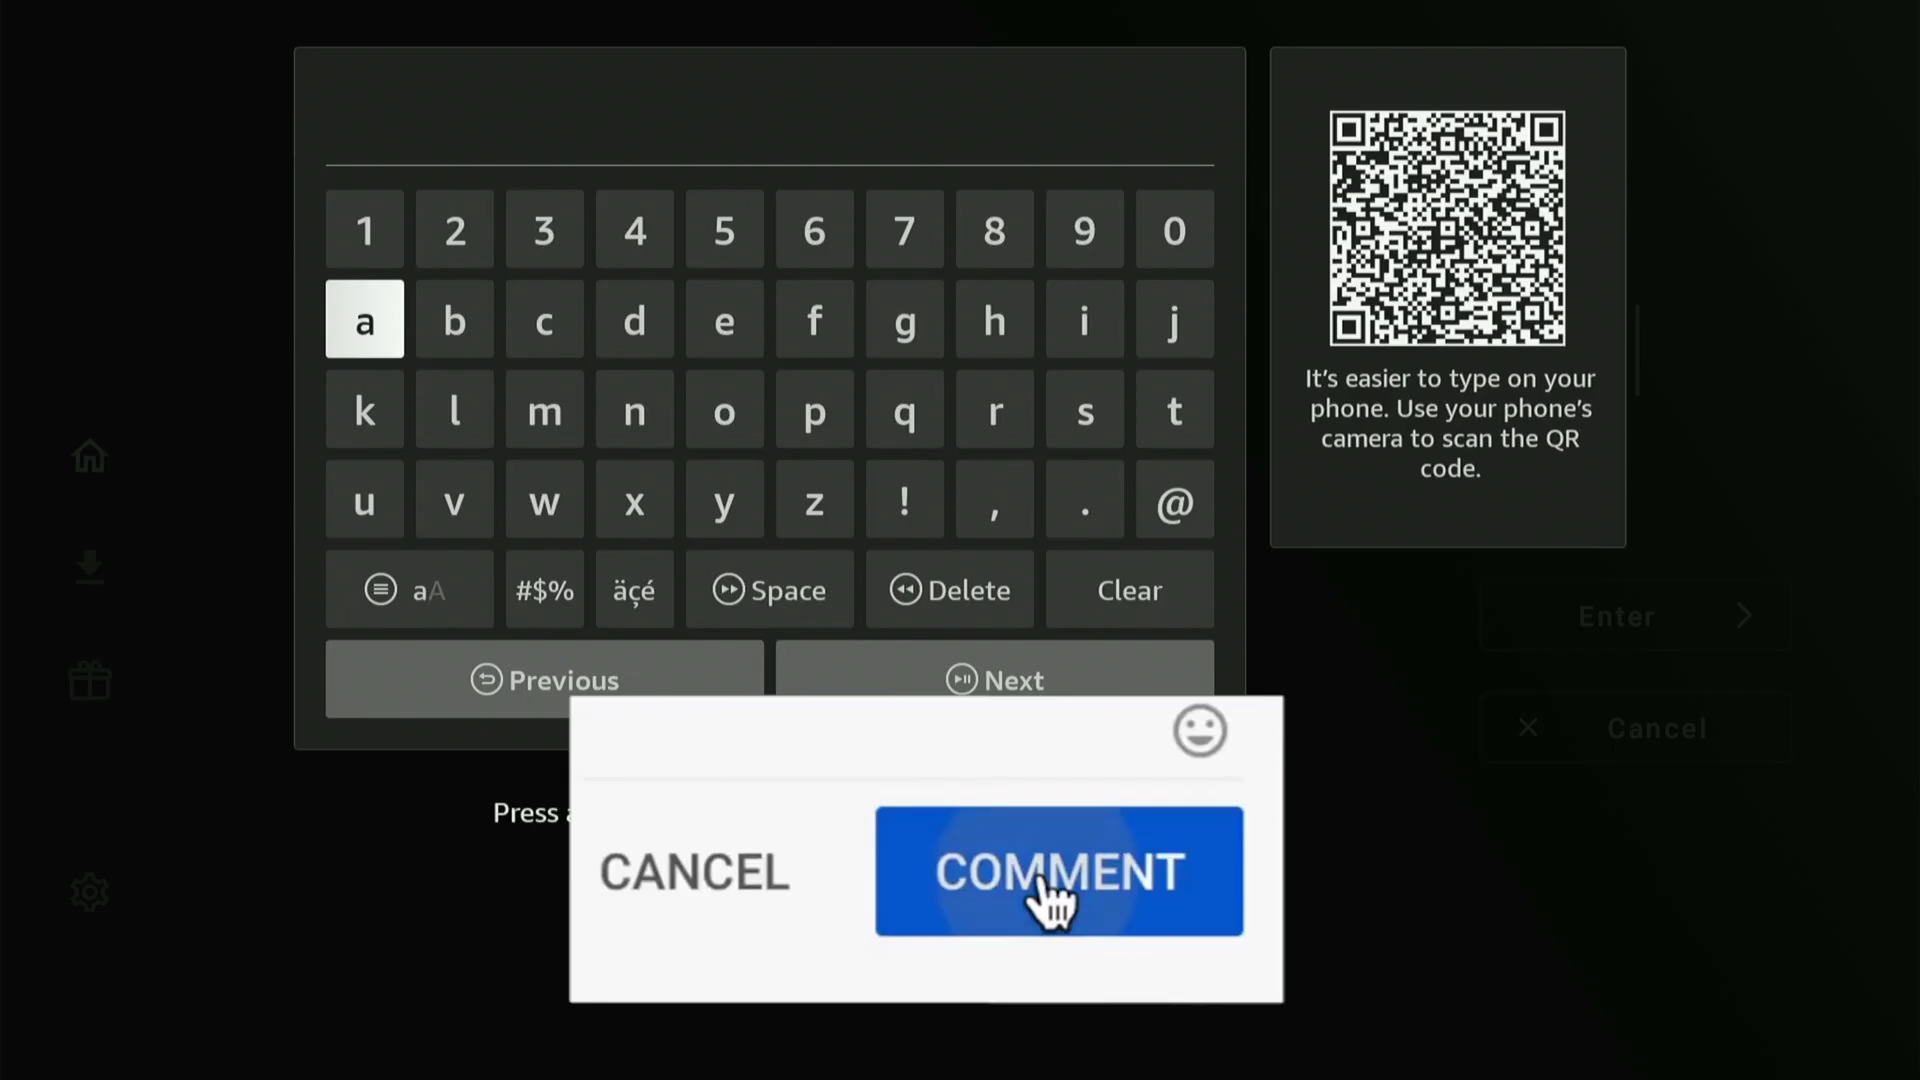 1 2 3 4 5 6 7 8 9 0
a b c d e f g h i j
k l m n o p q r s t
u v w x y z ! , . @
aA #$% äçé Space Delete Clear
Previous Next
It's easier to type on your
phone. Use your phone's
camera to scan the QR
code.
Enter
Cancel
Press
CANCEL COMMENT